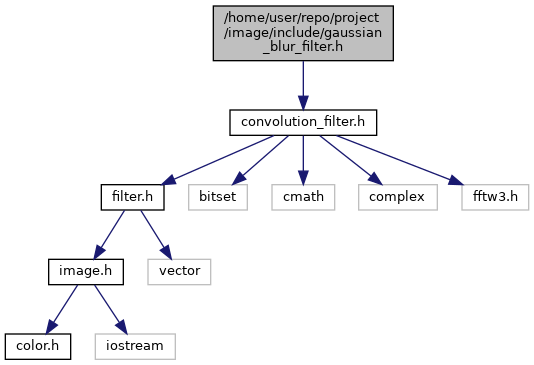 /home/user/repo/project
/image/include/gaussian
_blur_filter.h
convolution_filter.h
filter.h
bitset
cmath
complex
fftw3.h
image.h
vector
color.h
iostream